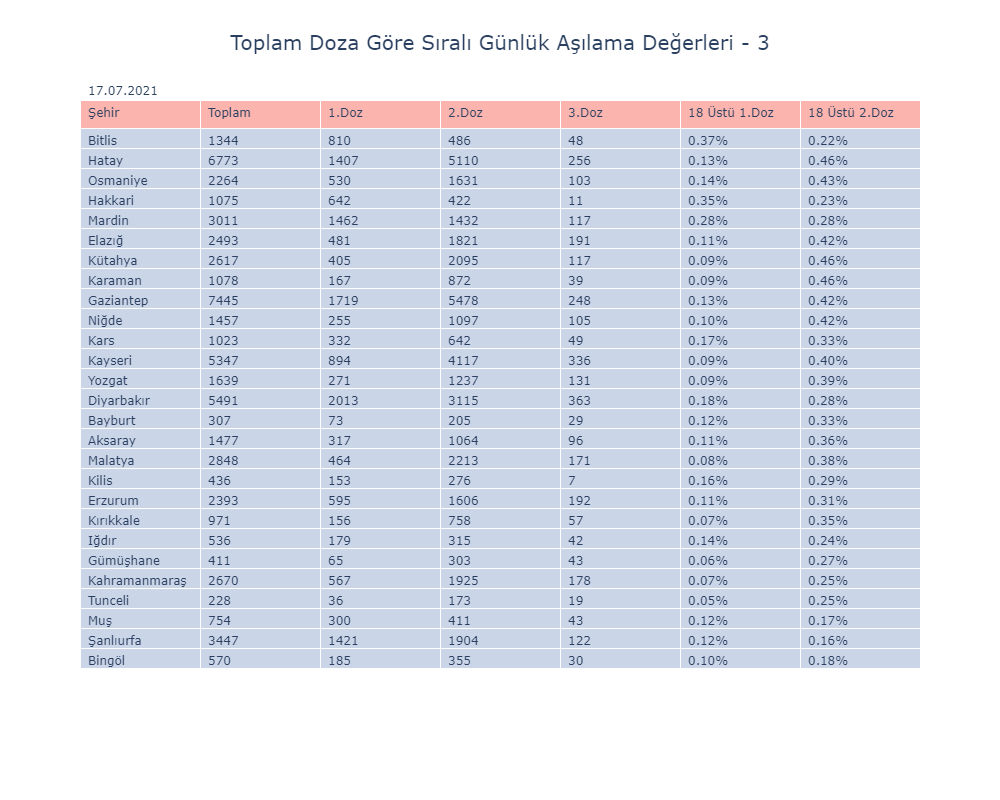 Toplam Doza Göre Sıralı Günlük Aşılama Değerleri - 3
17.07.2021
Şehir Toplam 1.Doz 2.Doz 3.Doz 18 Üstü 1.Doz 18 Üstü 2.Doz
Bitlis 1344 810 486 48 0.37% 0.22%
Hatay 6773 1407 5110 256 0.13% 0.46%
Osmaniye 2264 530 1631 103 0.14% 0.43%
Hakkari 1075 642 422 11 0.35% 0.23%
Mardin 3011 1462 1432 117 0.28% 0.28%
Elazığ 2493 481 1821 191 0.11% 0.42%
Kütahya 2617 405 2095 117 0.09% 0.46%
Karaman 1078 167 872 39 0.09% 0.46%
Gaziantep 7445 1719 5478 248 0.13% 0.42%
Niğde 1457 255 1097 105 0.10% 0.42%
Kars 1023 332 642 49 0.17% 0.33%
Kayseri 5347 894 4117 336 0.09% 0.40%
Yozgat 1639 271 1237 131 0.09% 0.39%
Diyarbakır 5491 2013 3115 363 0.18% 0.28%
Bayburt 307 73 205 29 0.12% 0.33%
Aksaray 1477 317 1064 96 0.11% 0.36%
Malatya 2848 464 2213 171 0.08% 0.38%
Kilis 436 153 276 7 0.16% 0.29%
Erzurum 2393 595 1606 192 0.11% 0.31%
Kırıkkale 971 156 758 57 0.07% 0.35%
Iğdır 536 179 315 42 0.14% 0.24%
Gümüşhane 411 65 303 43 0.06% 0.27%
Kahramanmaraş 2670 567 1925 178 0.07% 0.25%
Tunceli 228 36 173 19 0.05% 0.25%
Muş 754 300 411 43 0.12% 0.17%
Şanlıurfa 3447 1421 1904 122 0.12% 0.16%
Bingöl 570 185 355 30 0.10% 0.18%